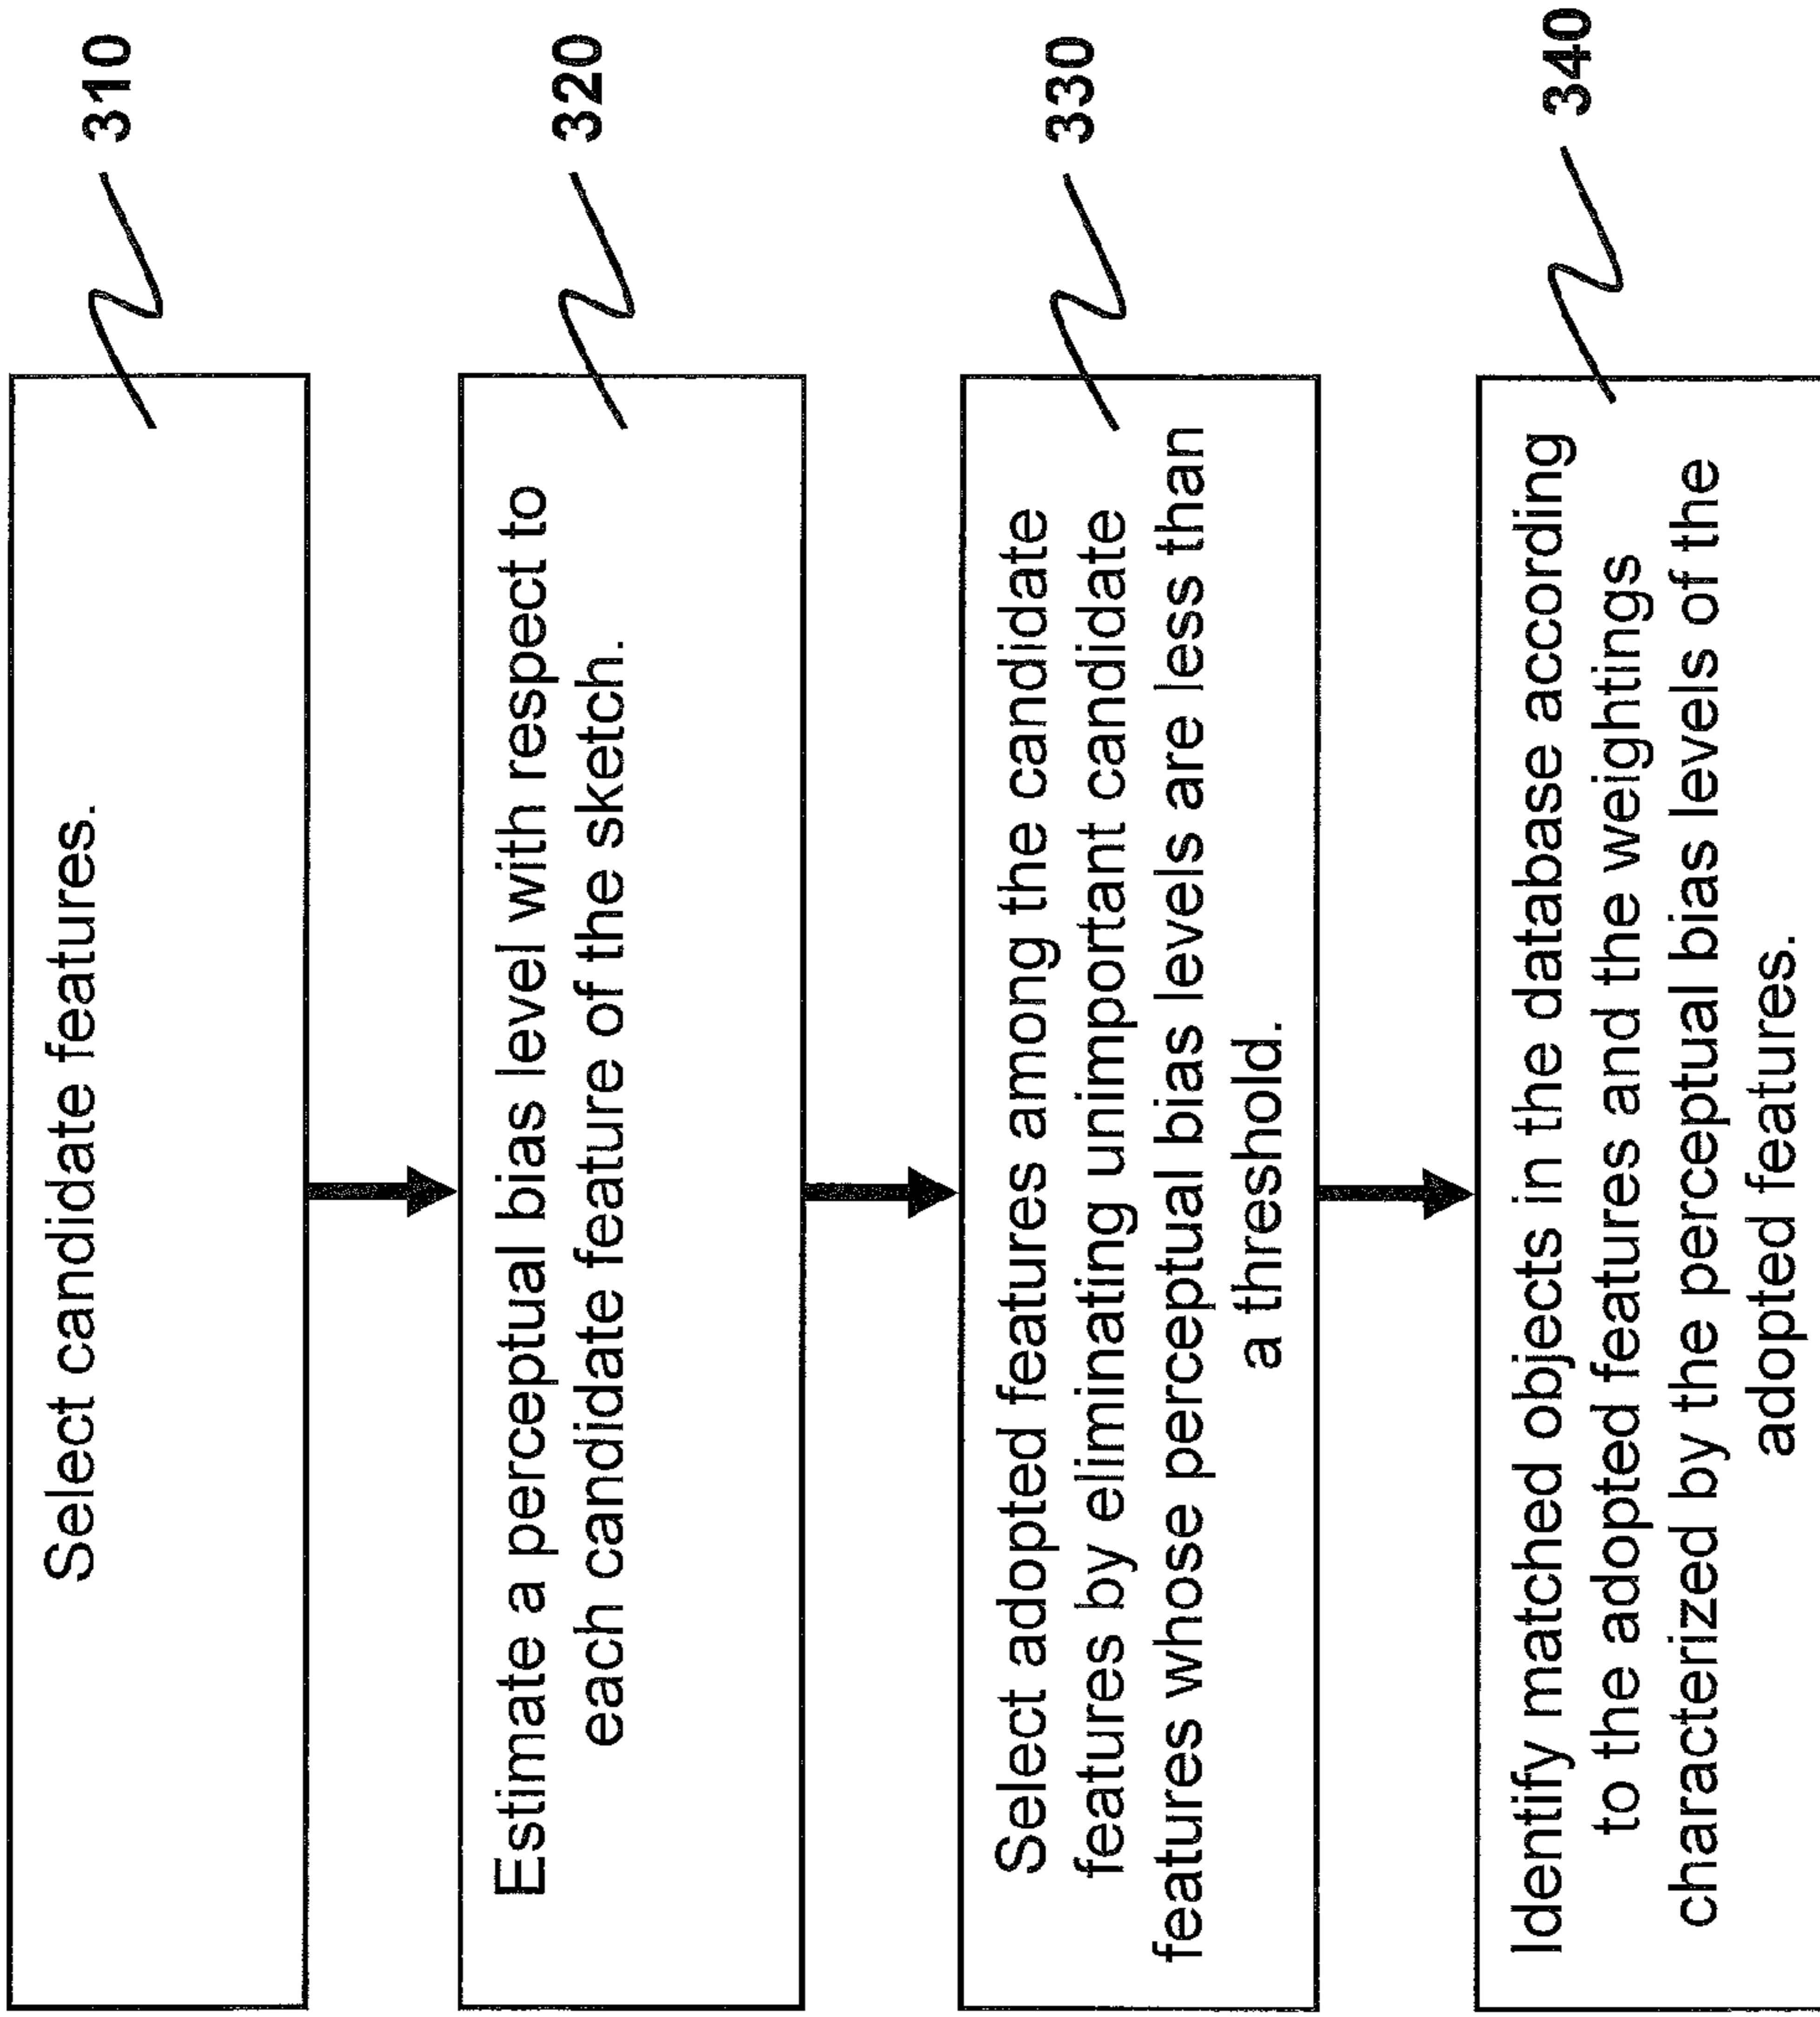 Select candidate features.
310
Estimate a perceptual bias level with respect to
each candidate feature of the sketch.
320
Select adopted features among the candidate
features by eliminating unimportant candidate
features whose perceptual bias levels are less than
a threshold.
330
Identify matched objects in the database according
to the adopted features and the weightings
characterized by the perceptual bias levels of the
adopted features.
340